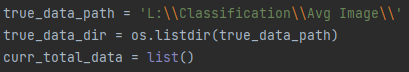 true_data_path = 'L:\\Classification\\Avg Image\\'
true_data_dir = os.listdir(true_data_path)
curr_total_data = list()